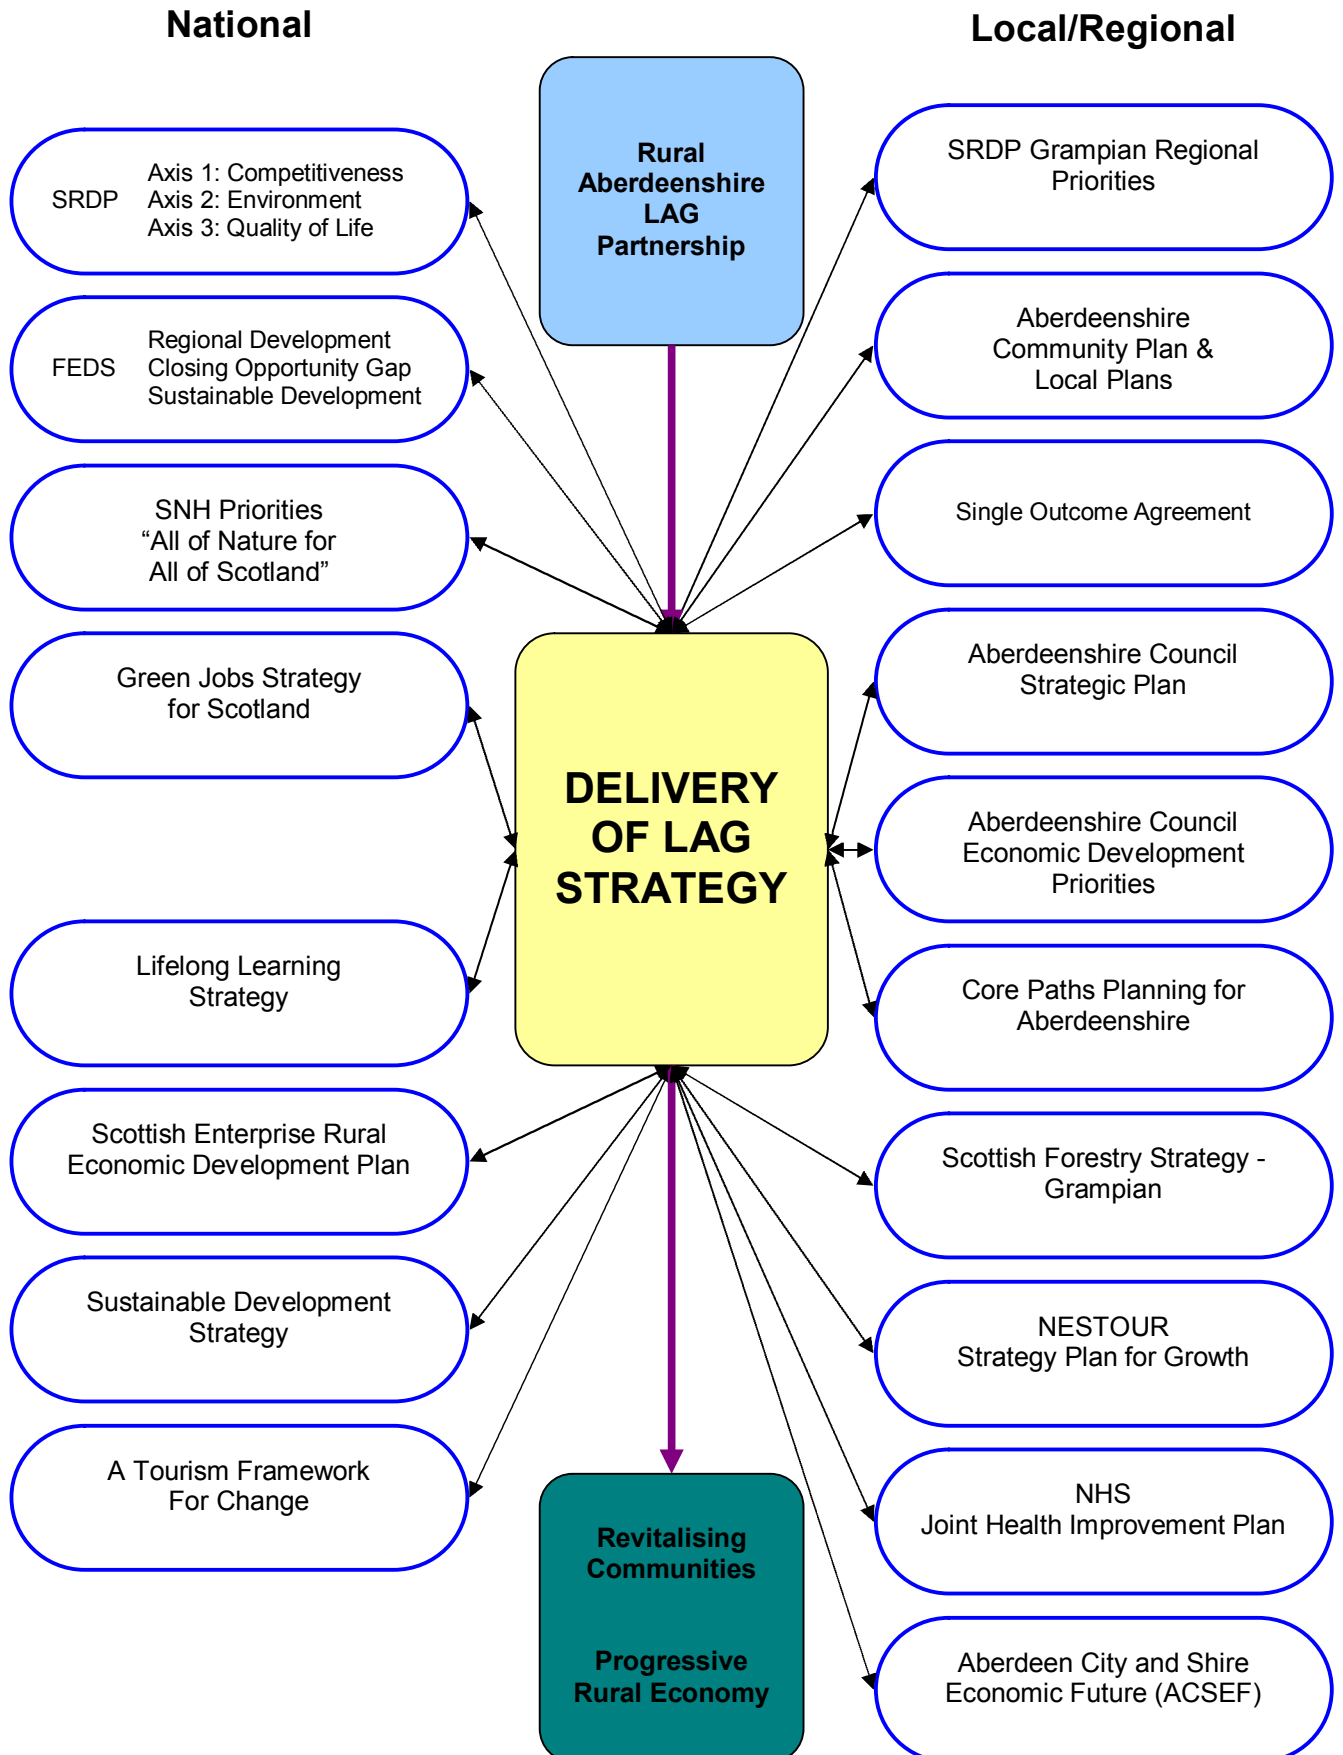 National
Local/Regional
SRDP
Axis 1: Competitiveness
Axis 2: Environment
Axis 3: Quality of Life
FEDS
Regional Development
Closing Opportunity Gap
Sustainable Development
SNH Priorities
“All of Nature for
All of Scotland”
Green Jobs Strategy
for Scotland
Lifelong Learning
Strategy
Scottish Enterprise Rural
Economic Development Plan
Sustainable Development
Strategy
A Tourism Framework
For Change
Rural
Aberdeenshire
LAG
Partnership
DELIVERY
OF LAG
STRATEGY
Revitalising
Communities
Progressive
Rural Economy
SRDP Grampian Regional
Priorities
Aberdeenshire
Community Plan &
Local Plans
Single Outcome Agreement
Aberdeenshire Council
Strategic Plan
Aberdeenshire Council
Economic Development
Priorities
Core Paths Planning for
Aberdeenshire
Scottish Forestry Strategy -
Grampian
NESTOUR
Strategy Plan for Growth
NHS
Joint Health Improvement Plan
Aberdeen City and Shire
Economic Future (ACSEF)